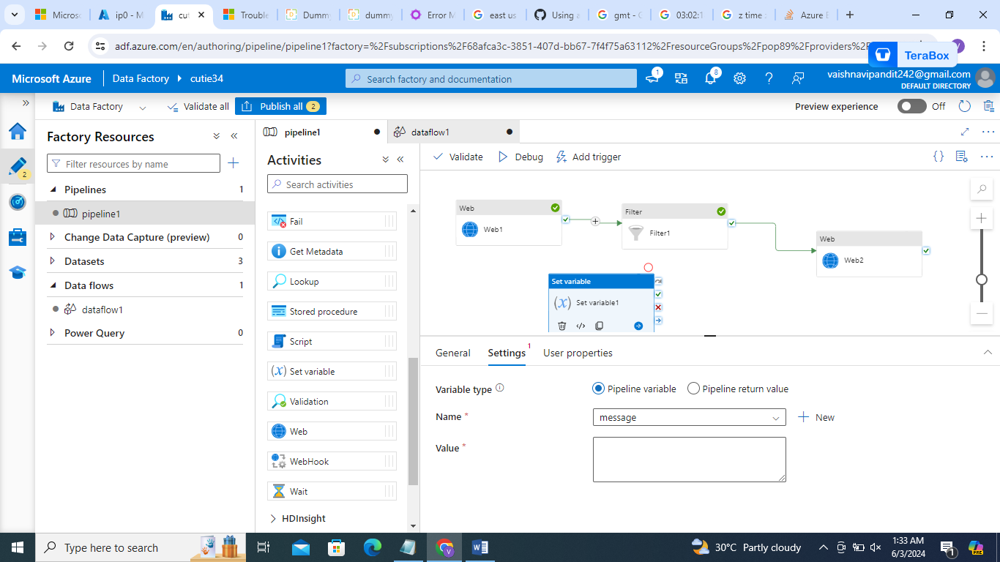 Microso
ip0 - M
cut
Trouble
Dummy
dummy
Error M
east us
Using a
gmt - G
03:02:1
z time
Azure E
adf.azure.com/en/authoring/pipeline/pipeline1?factory=%2Fsubscriptions%2F68afca3c-3851-407d-bb67-7f4f75a63112%2FresourceGroups%2Fpop89%2Fproviders%2F
TeraBox
Microsoft Azure
Data Factory
cutie34
Search factory and documentation
1
8
vaishnavipandit242@gmail.com
DEFAULT DIRECTORY
Data Factory
Validate all
Publish all 2
Preview experience
Off
2
Factory Resources
Filter resources by name
Pipelines 1
pipeline1
Change Data Capture (preview) 0
Datasets 3
Data flows 1
dataflow1
Power Query 0
pipeline1
dataflow1
Activities
Search activities
Fail
Get Metadata
Lookup
Stored procedure
Script
(x) Set variable
Validation
Web
WebHook
Wait
HDInsight
Validate
Debug
Add trigger
{}
Web
Web1
Filter
Filter1
Web
Web2
Set variable
(x) Set variable1
General
Settings 1
User properties
Variable type
Pipeline variable
Pipeline return value
Name *
message
New
Value *
Type here to search
30°C Partly cloudy
1:33 AM
6/3/2024
1
PRE